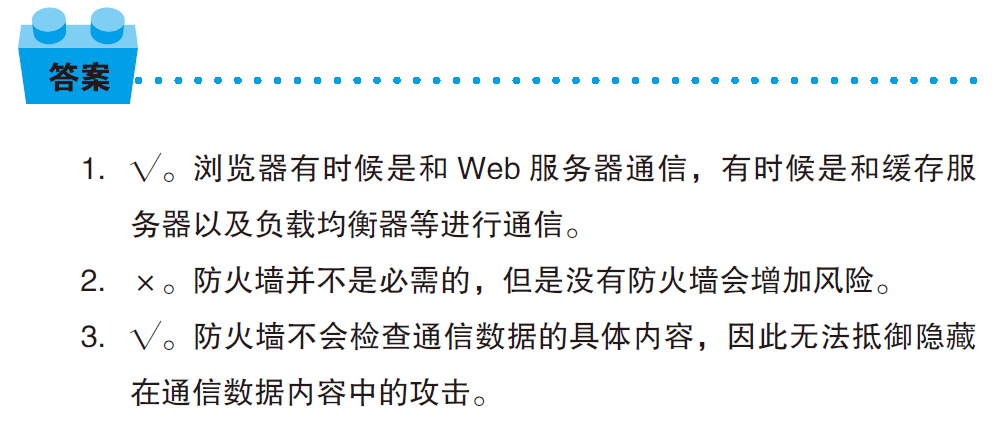 答案
1. √。浏览器有时候是和 Web 服务器通信，有时候是和缓存服
务器以及负载均衡器等进行通信。
2. ×。防火墙并不是必需的，但是没有防火墙会增加风险。
3. √。防火墙不会检查通信数据的具体内容，因此无法抵御隐藏
在通信数据内容中的攻击。